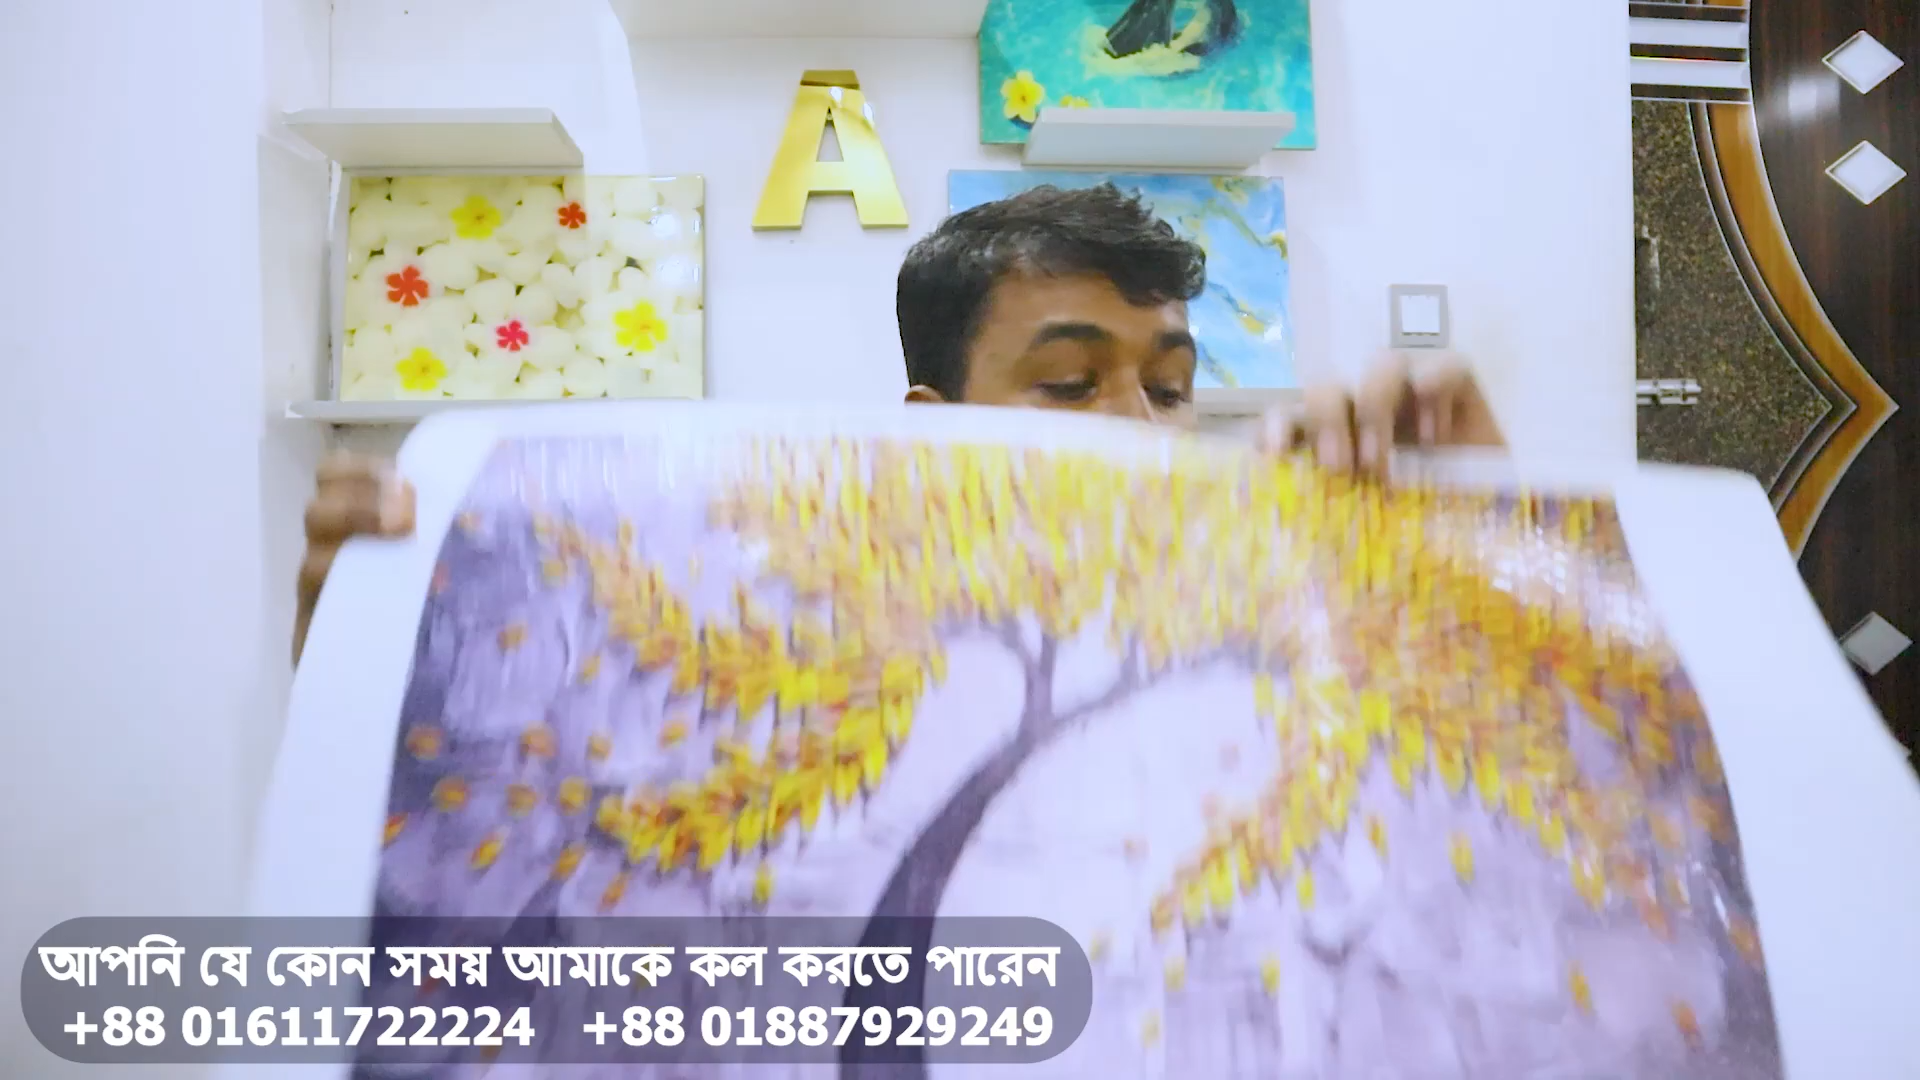 A
আপনি যে কোন সময় আমাকে কল করতে পারেন
+88 01611722224 +88 01887929249